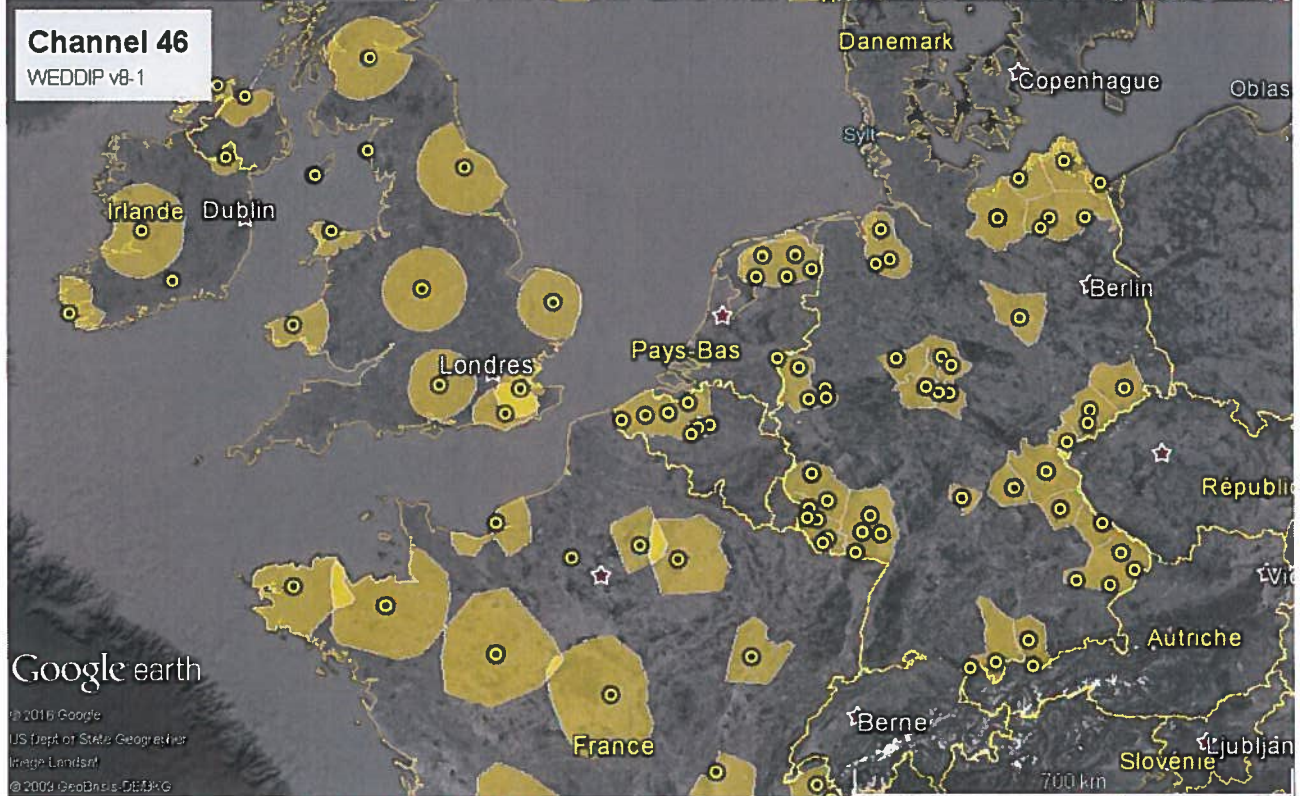 Channel 46
WEDDIP v8-1
Danemark
Copenhague
Oblas
Sylt
Irlande
Dublin
Berlin
Londres
Pays-Bas
Républi
Autriche
Google earth
© 2016 Google
US Dept of State Geographer
Image Landsat
© 2009 GeoBasis-DE/BKG
Berne
France
Slovénie
Ljubljan
700 km